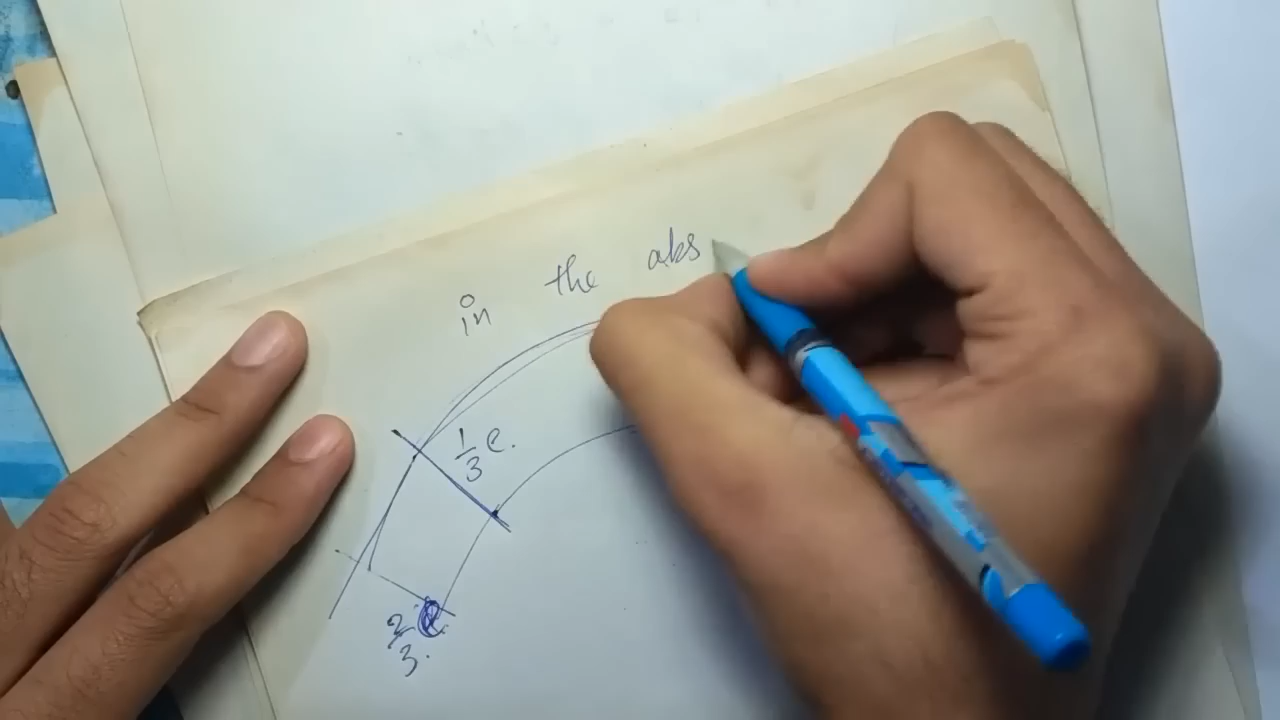 in the abs
1/3 e.
2/3.